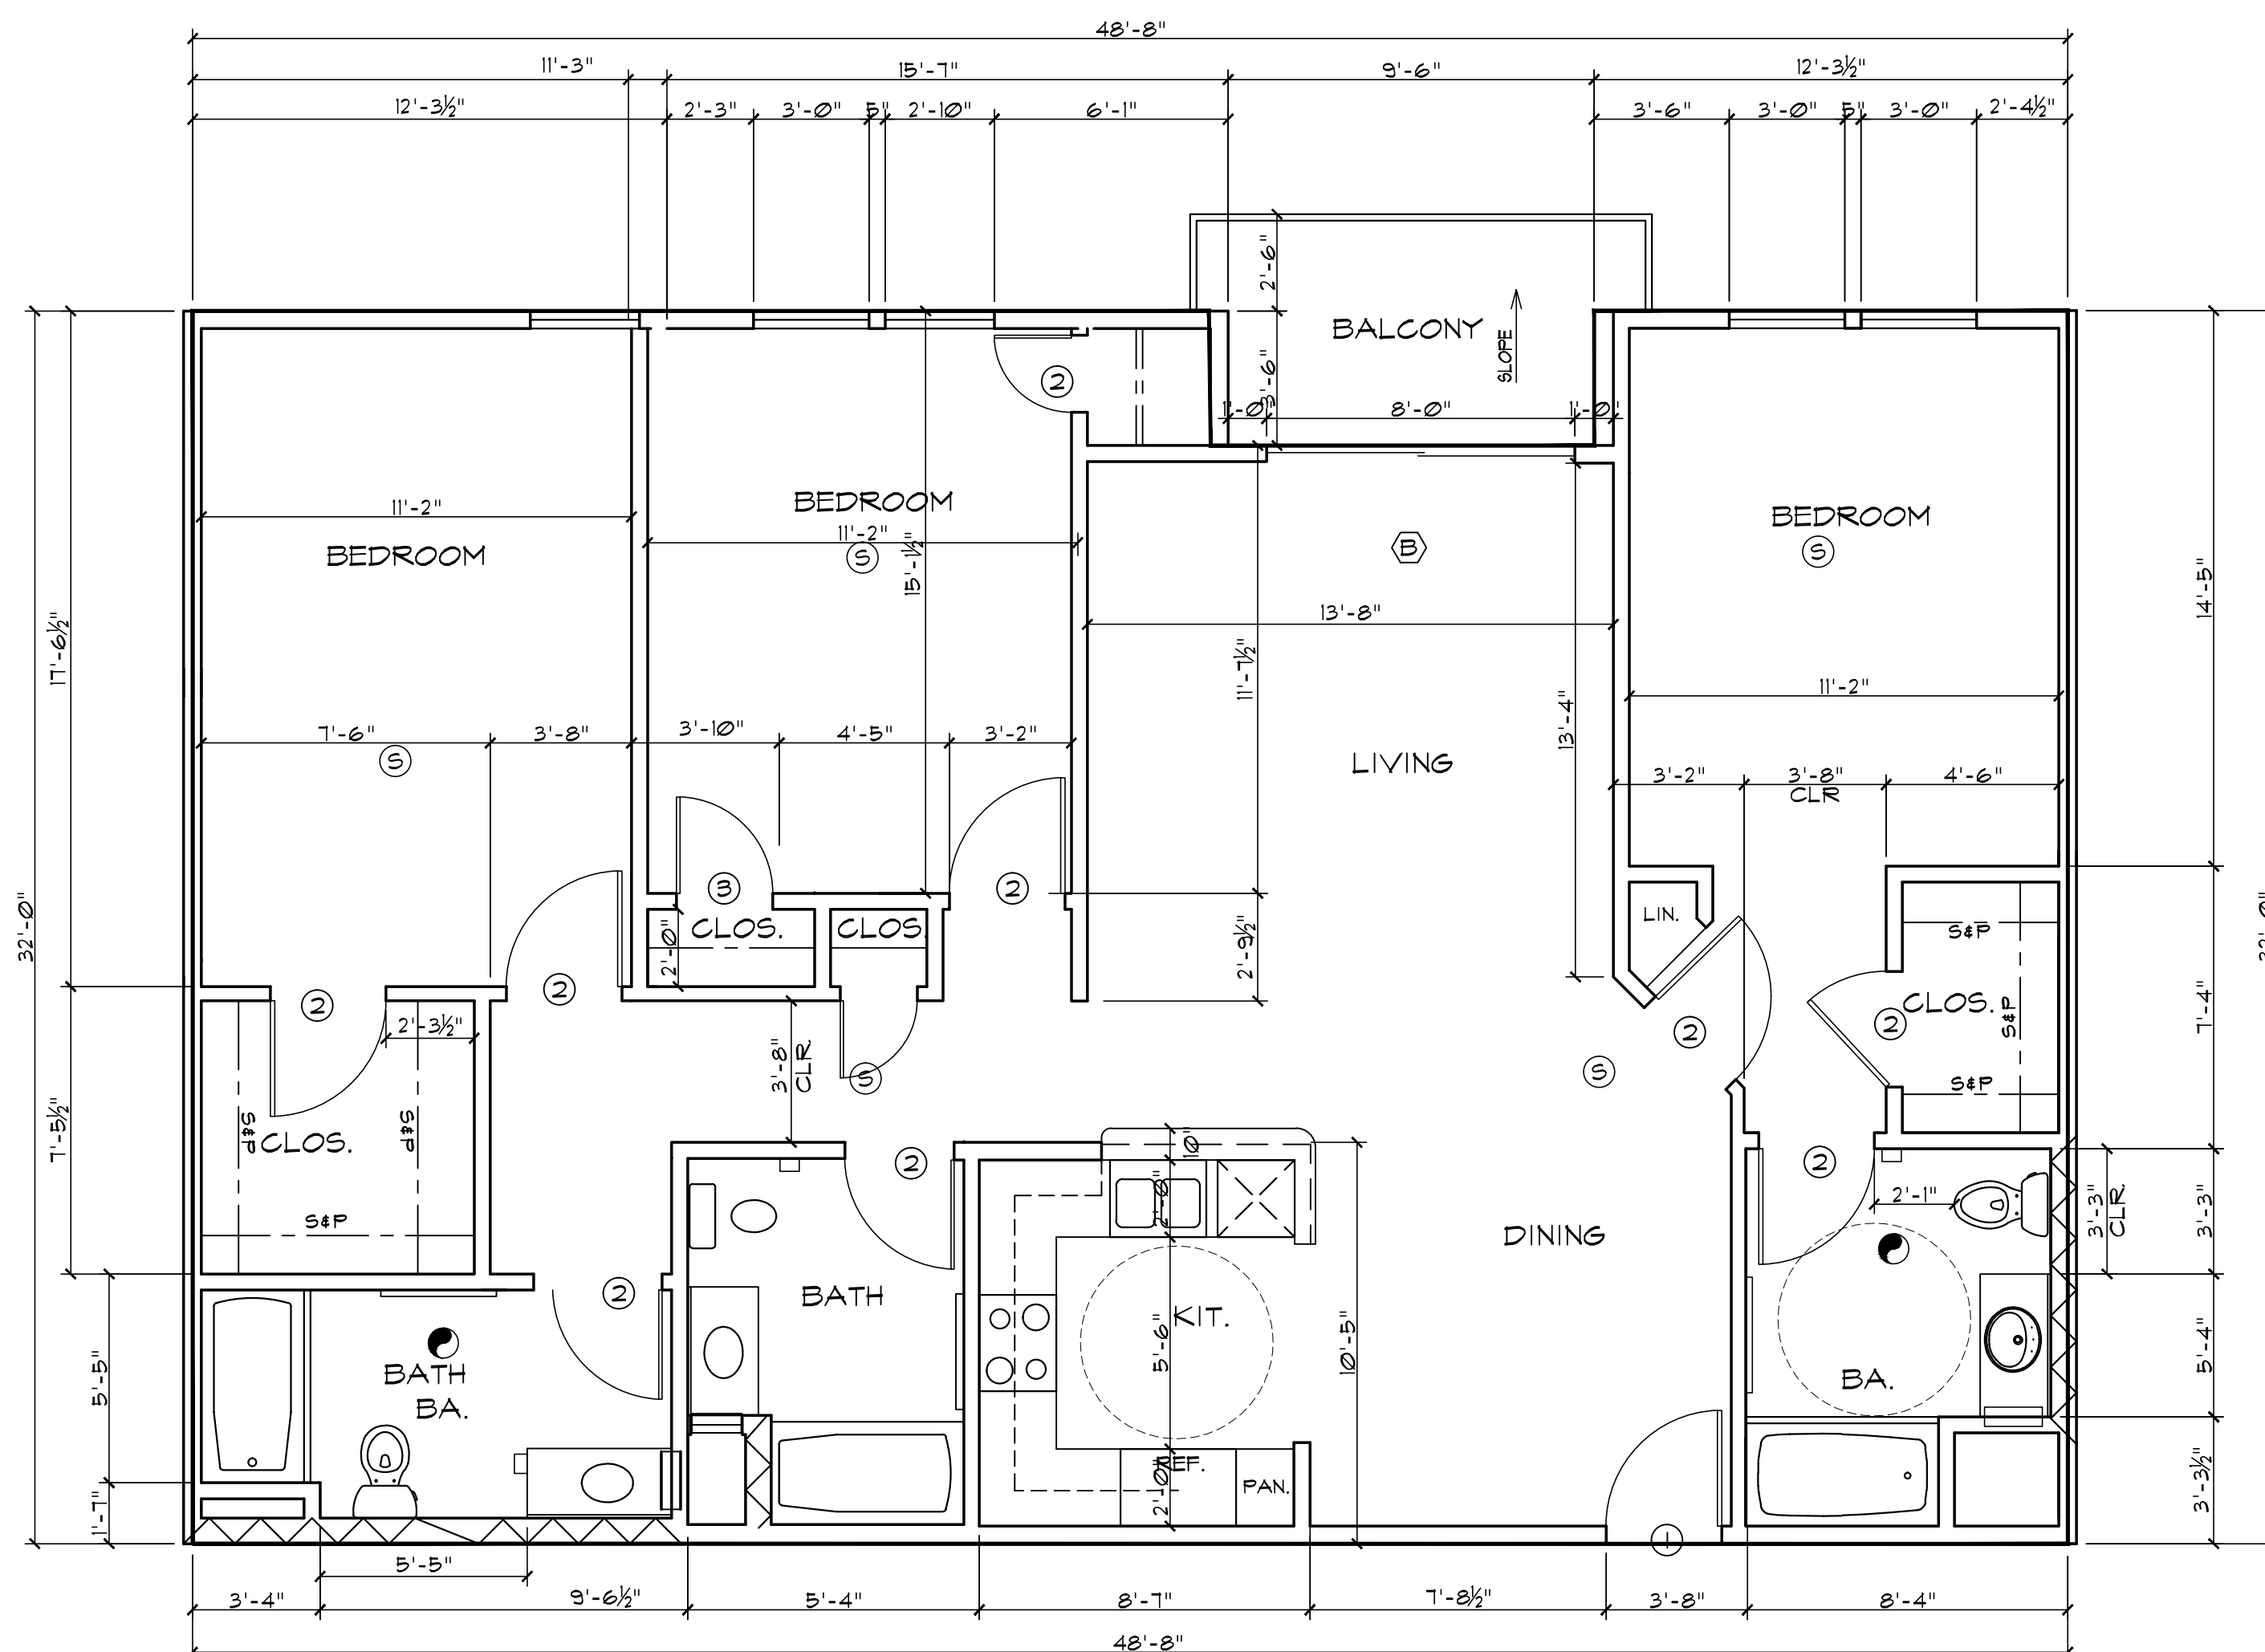 48'-8"
11'-3" 15'-7" 9'-6" 12'-3½"
12'-3½" 2'-3" 3'-0" 5" 2'-10" 6'-1" 3'-6" 3'-0" 5" 3'-0" 2'-4½"
2'-6"
BALCONY
SLOPE
3'-6"
2
1'-0" 8'-0" 1'-0"
11'-2"
BEDROOM
BEDROOM
11'-2"
S
15'-1½"
BEDROOM
S
B
13'-8"
14'-5"
17'-6½"
11'-7½"
13'-4"
11'-2"
7'-6" 3'-8" 3'-10" 4'-5" 3'-2"
S
LIVING
3'-2" 3'-8" 4'-6"
CLR
32'-0"
3
2
CLOS.
CLOS.
2'-0"
2'-9½"
LIN.
S&P
2
2
2'-3½"
CLOS.
S&P
2
2
7'-4"
3'-8"
CLR.
S
S
S&P
7'-5½"
S&P
CLOS.
S&P
S&P
10"
2
2
2'-0"
2'-1"
3'-3"
CLR.
3'-3"
DINING
2
BATH
KIT.
5'-6"
10'-5"
5'-5"
BATH
BA.
BA.
5'-4"
REF.
PAN.
2'-0"
1'-7"
3'-3½"
1
5'-5"
3'-4" 9'-6½" 5'-4" 8'-7" 7'-8½" 3'-8" 8'-4"
48'-8"